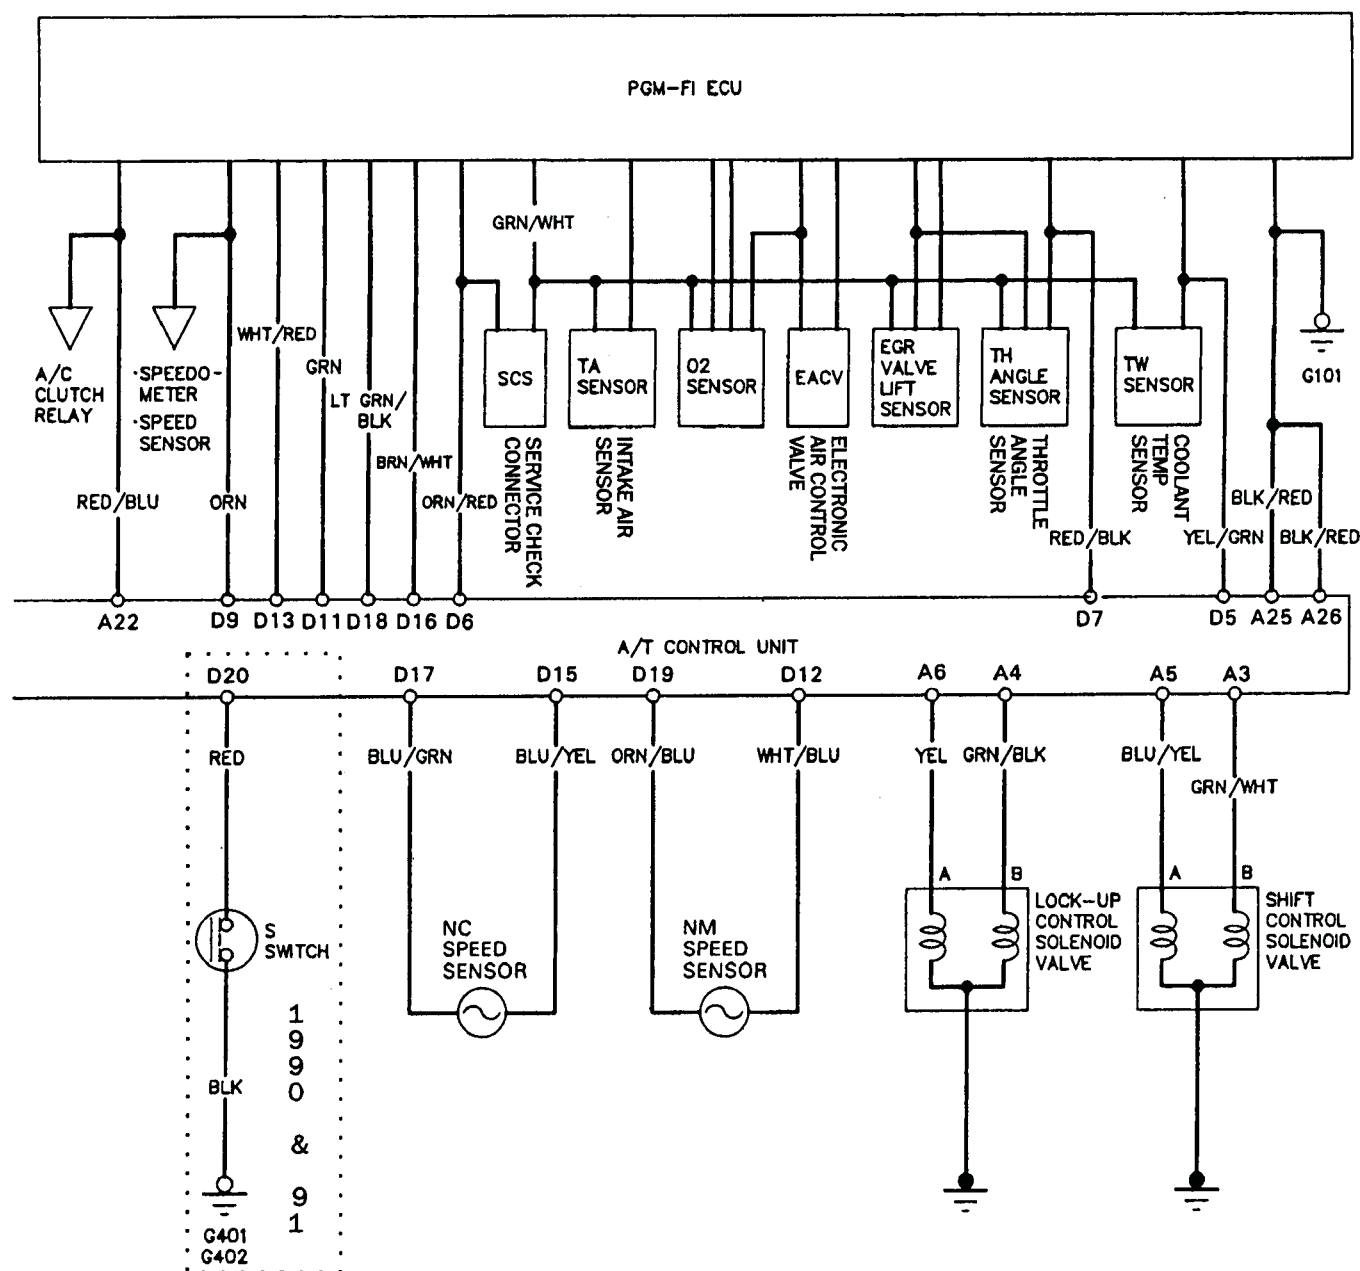 PGM-FI ECU
GRN/WHT
WHT/RED
GRN
LT GRN/
BLK
BRN/WHT
ORN/RED
A/C
CLUTCH
RELAY
·SPEEDO-
METER
·SPEED
SENSOR
RED/BLU
ORN
SCS
SERVICE CHECK
CONNECTOR
TA
SENSOR
INTAKE AIR
SENSOR
O2
SENSOR
EACV
ELECTRONIC
AIR CONTROL
VALVE
EGR
VALVE
LIFT
SENSOR
TH
ANGLE
SENSOR
THROTTLE
ANGLE
SENSOR
TW
SENSOR
COOLANT
TEMP
SENSOR
G101
RED/BLK
YEL/GRN
BLK/RED
BLK/RED
A22 D9 D13 D11 D18 D16 D6 D7 D5 A25 A26
A/T CONTROL UNIT
D20 D17 D15 D19 D12 A6 A4 A5 A3
RED BLU/GRN BLU/YEL ORN/BLU WHT/BLU YEL GRN/BLK BLU/YEL
GRN/WHT
S
SWITCH
BLK
G401
G402
1990 & 91
NC
SPEED
SENSOR
NM
SPEED
SENSOR
A B
LOCK-UP
CONTROL
SOLENOID
VALVE
A B
SHIFT
CONTROL
SOLENOID
VALVE